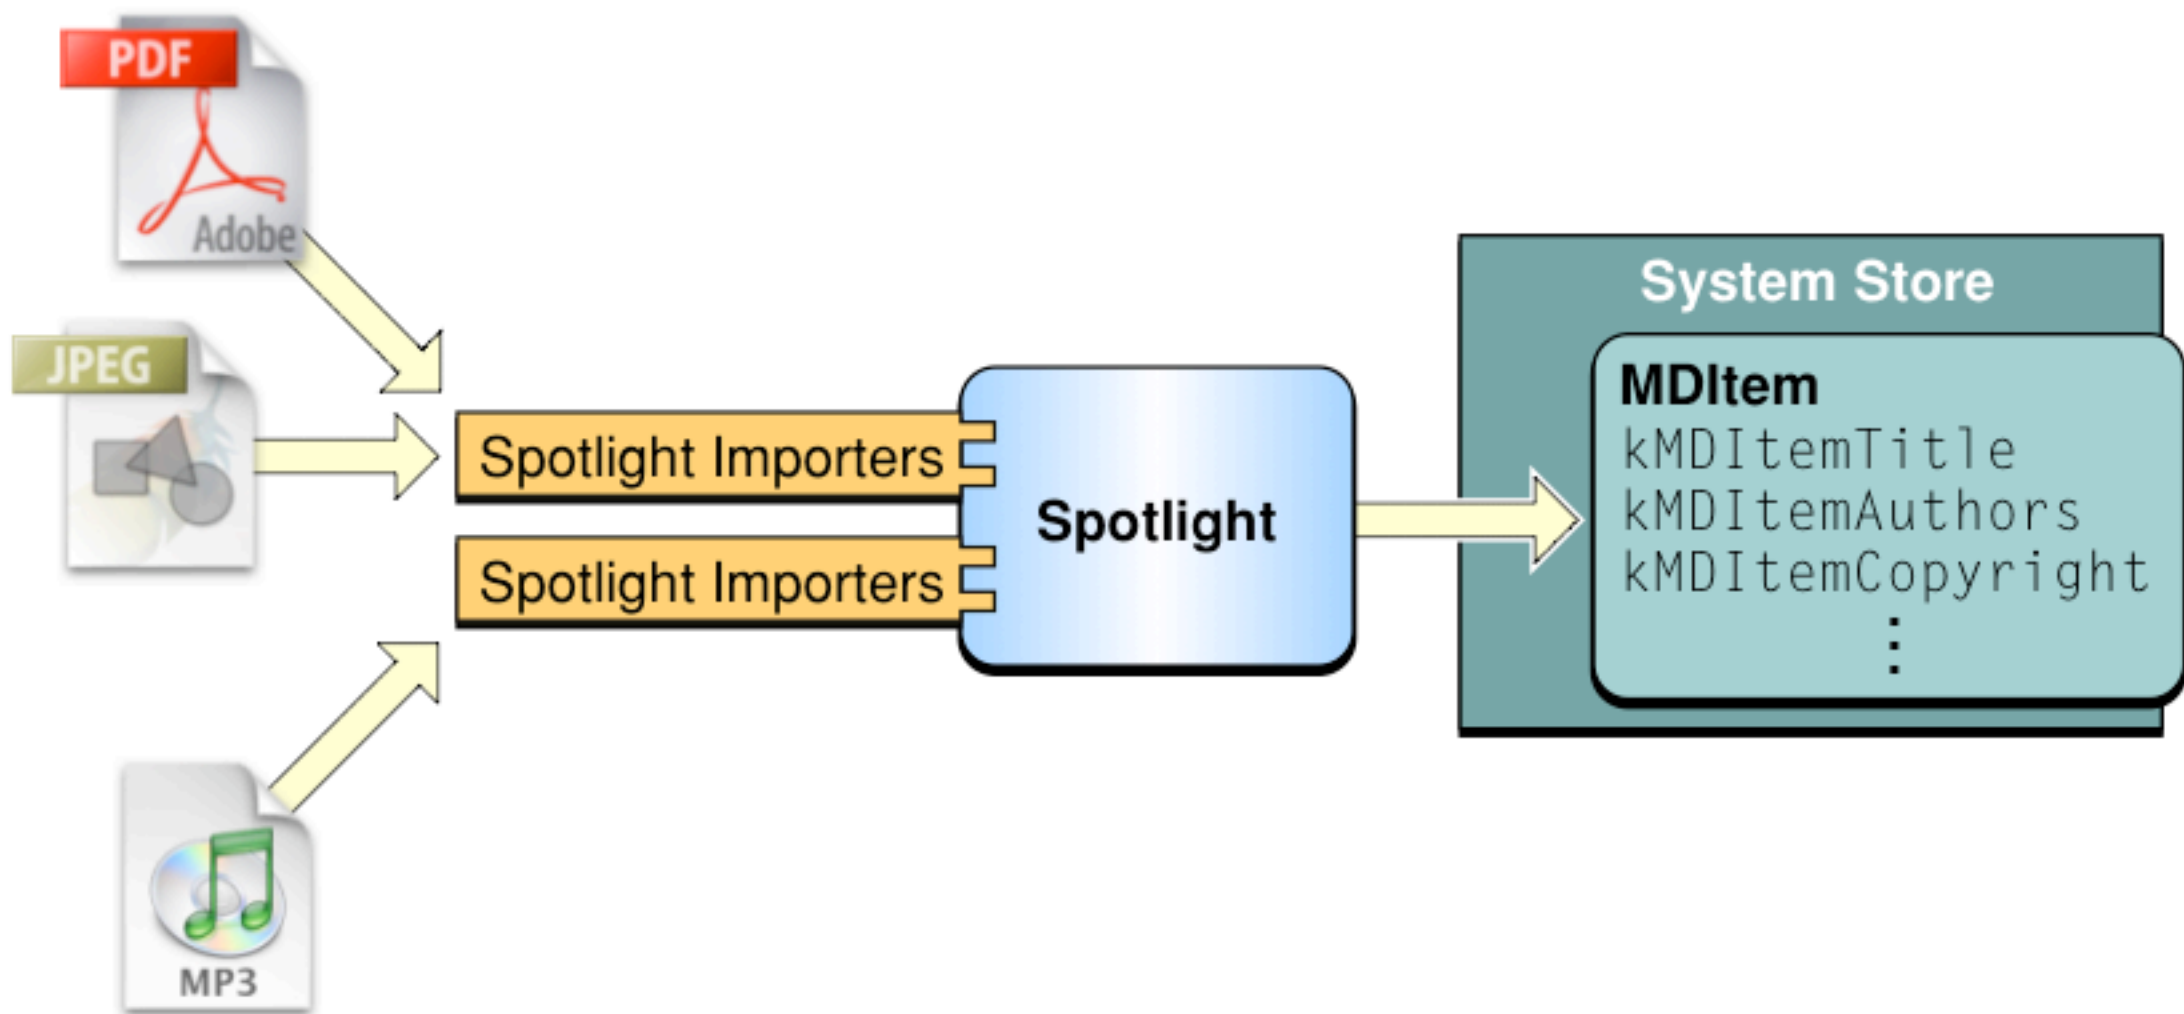 PDF
Adobe
JPEG
MP3
Spotlight Importers
Spotlight Importers
Spotlight
System Store
MDItem
kMDItemTitle
kMDItemAuthors
kMDItemCopyright